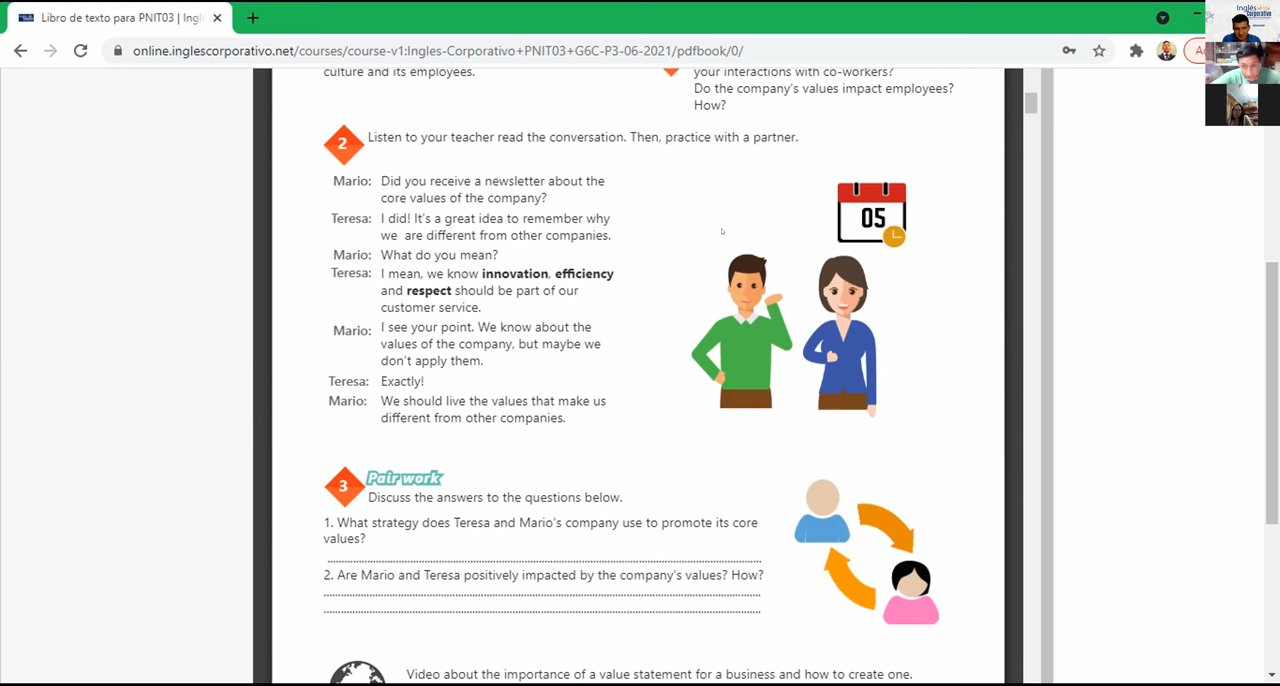 Libro de texto para PNIT03 | Ingl
online.inglescorporativo.net/courses/course-v1:Ingles-Corporativo+PNIT03+G6C-P3-06-2021/pdfbook/0/
Inglés
corporativo
culture and its employees.
your interactions with co-workers?
Do the company's values impact employees?
How?
2 Listen to your teacher read the conversation. Then, practice with a partner.
Mario: Did you receive a newsletter about the
core values of the company?
Teresa: I did! It's a great idea to remember why
we are different from other companies.
Mario: What do you mean?
Teresa: I mean, we know innovation, efficiency
and respect should be part of our
customer service.
Mario: I see your point. We know about the
values of the company, but maybe we
don't apply them.
Teresa: Exactly!
Mario: We should live the values that make us
different from other companies.
05
3 Pair work
Discuss the answers to the questions below.
1. What strategy does Teresa and Mario's company use to promote its core
values?
2. Are Mario and Teresa positively impacted by the company's values? How?
Video about the importance of a value statement for a business and how to create one.